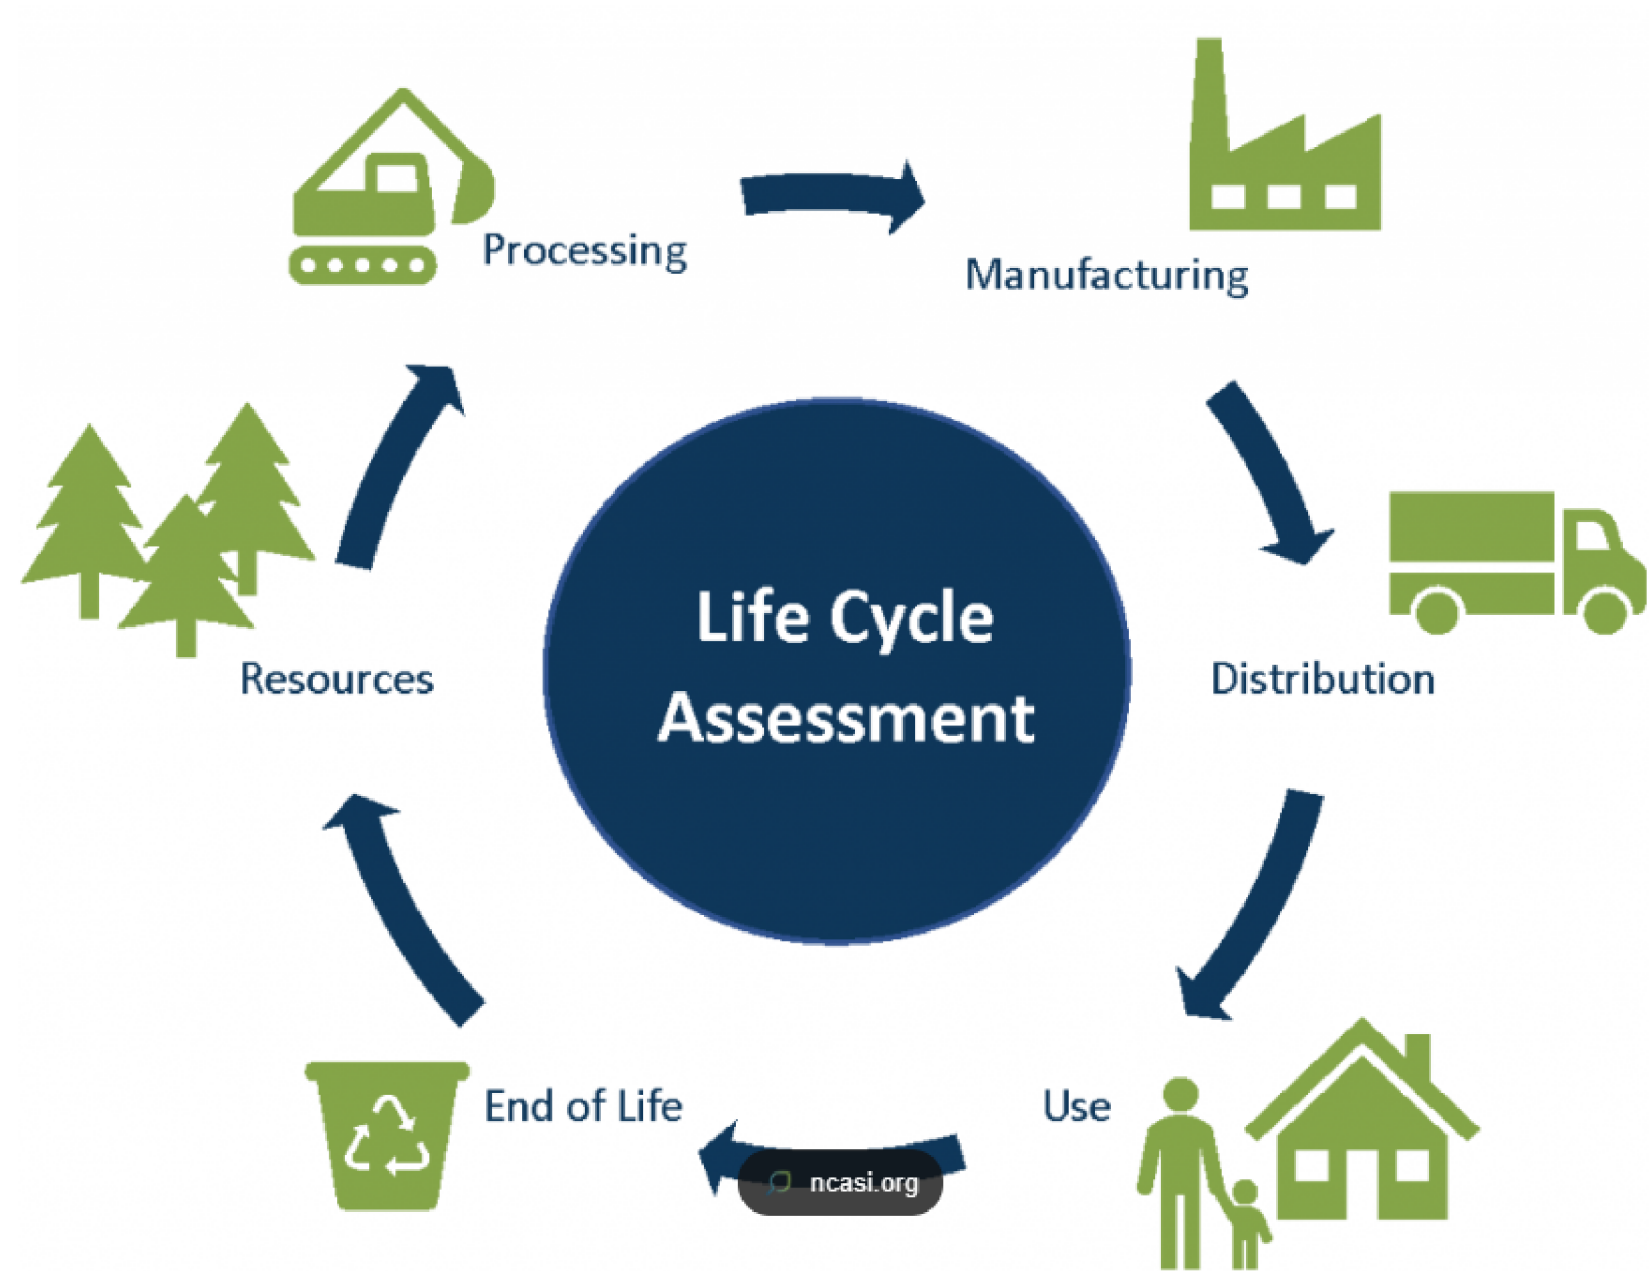 Processing
Manufacturing
Life Cycle
Assessment
Resources
Distribution
End of Life
Use
ncasi.org